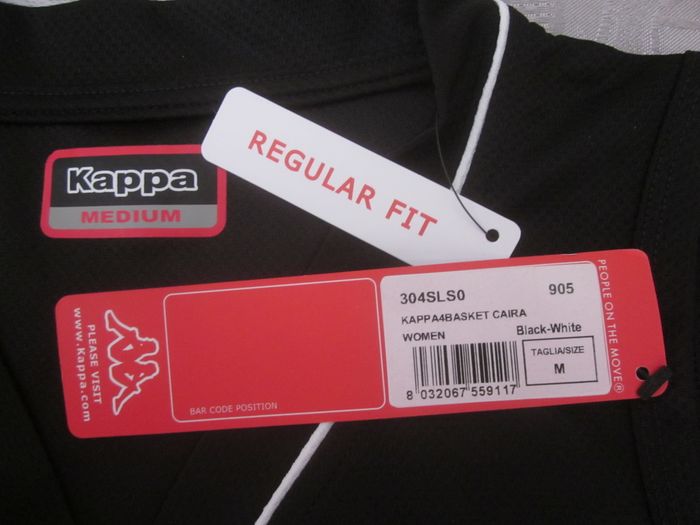 Kappa
MEDIUM
REGULAR FIT
PLEASE VISIT
www.Kappa.com
BAR CODE POSITION
304SLS0 905
KAPPA4BASKET CAIRA
WOMEN Black-White
TAGLIA/SIZE
M
8 032067 559117
PEOPLE ON THE MOVE®